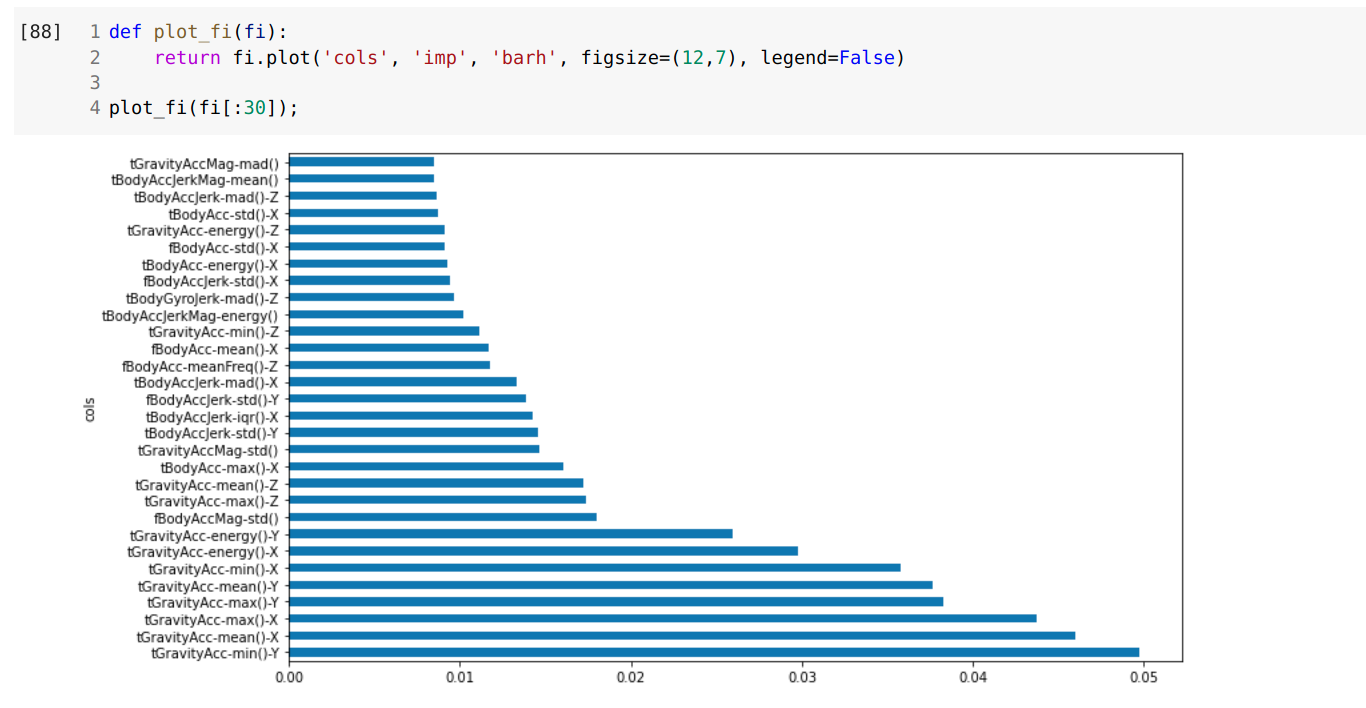 [88] 1 def plot_fi(fi):
2     return fi.plot('cols', 'imp', 'barh', figsize=(12,7), legend=False)
3
4 plot_fi(fi[:30]);
tGravityAccMag-mad()
tBodyAccJerkMag-mean()
tBodyAccJerk-mad()-Z
tBodyAcc-std()-X
tGravityAcc-energy()-Z
fBodyAcc-std()-X
tBodyAcc-energy()-X
fBodyAccJerk-std()-X
tBodyGyroJerk-mad()-Z
tBodyAccJerkMag-energy()
tGravityAcc-min()-Z
fBodyAcc-mean()-X
fBodyAcc-meanFreq()-Z
tBodyAccJerk-mad()-X
fBodyAccJerk-std()-Y
tBodyAccJerk-iqr()-X
tBodyAccJerk-std()-Y
tGravityAccMag-std()
tBodyAcc-max()-X
tGravityAcc-mean()-Z
tGravityAcc-max()-Z
fBodyAccMag-std()
tGravityAcc-energy()-Y
tGravityAcc-energy()-X
tGravityAcc-min()-X
tGravityAcc-mean()-Y
tGravityAcc-max()-Y
tGravityAcc-max()-X
tGravityAcc-mean()-X
tGravityAcc-min()-Y
cols
0.00 0.01 0.02 0.03 0.04 0.05